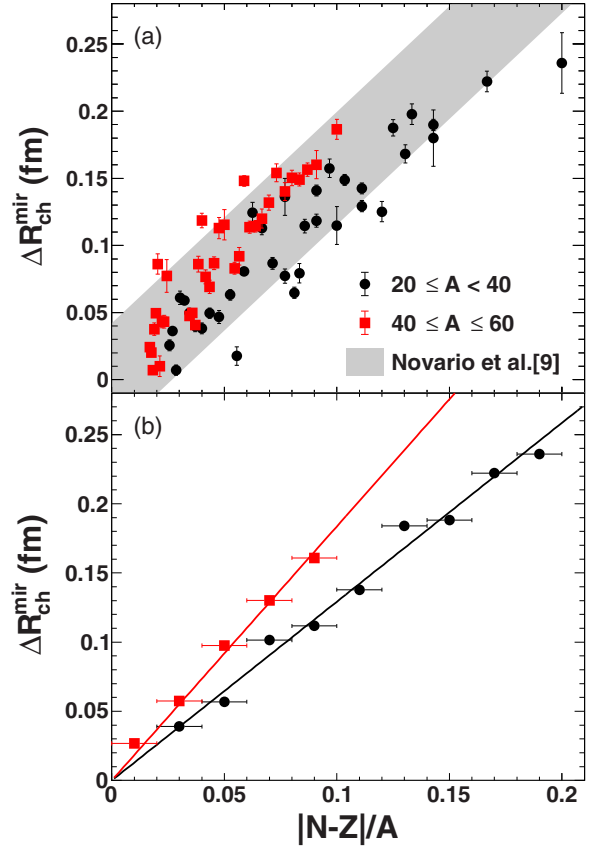 (a)
0.25
0.2
0.15
0.1
0.05
0
ΔR_ch^mir (fm)
20 ≤ A < 40
40 ≤ A ≤ 60
Novario et al.[9]
(b)
0.25
0.2
0.15
0.1
0.05
0
ΔR_ch^mir (fm)
0 0.05 0.1 0.15 0.2
|N-Z|/A